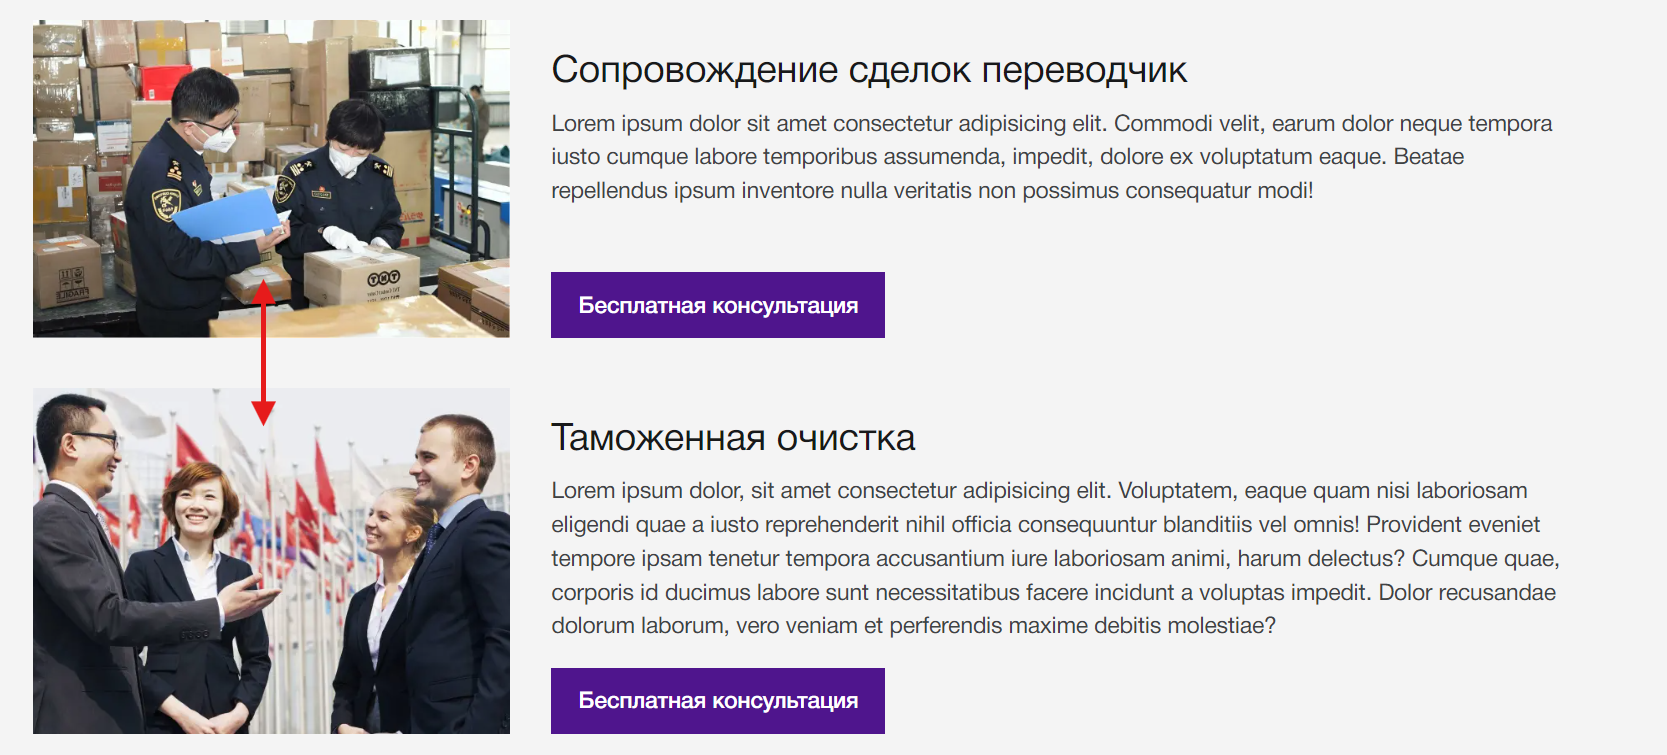 Сопровождение сделок переводчик
Lorem ipsum dolor sit amet consectetur adipisicing elit. Commodi velit, earum dolor neque tempora
iusto cumque labore temporibus assumenda, impedit, dolore ex voluptatum eaque. Beatae
repellendus ipsum inventore nulla veritatis non possimus consequatur modi!
Бесплатная консультация
Таможенная очистка
Lorem ipsum dolor, sit amet consectetur adipisicing elit. Voluptatem, eaque quam nisi laboriosam
eligendi quae a iusto reprehenderit nihil officia consequuntur blanditiis vel omnis! Provident eveniet
tempore ipsam tenetur tempora accusantium iure laboriosam animi, harum delectus? Cumque quae,
corporis id ducimus labore sunt necessitatibus facere incidunt a voluptas impedit. Dolor recusandae
dolorum laborum, vero veniam et perferendis maxime debitis molestiae?
Бесплатная консультация